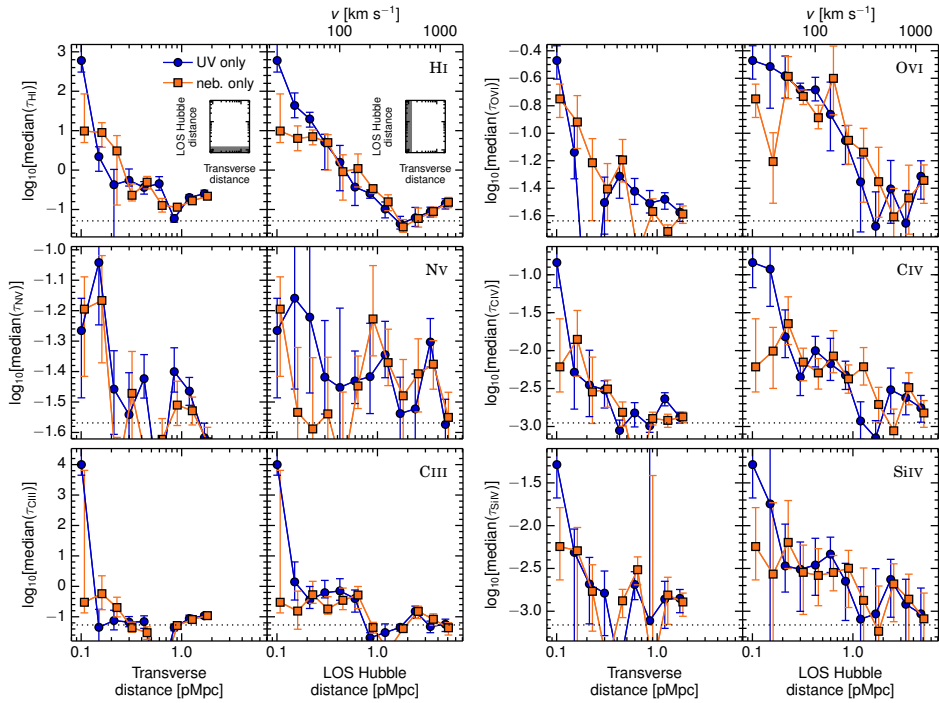 v [km s⁻¹]
100
1000
v [km s⁻¹]
100
1000
log₁₀[median(τHI)]
3
2
1
0
−1
UV only
neb. only
LOS Hubble
distance
Transverse
distance
HI
LOS Hubble
distance
Transverse
distance
log₁₀[median(τOVI)]
−0.4
−0.6
−0.8
−1.0
−1.2
−1.4
−1.6
OVI
log₁₀[median(τNV)]
−1.0
−1.1
−1.2
−1.3
−1.4
−1.5
−1.6
NV
log₁₀[median(τCIV)]
−1.0
−1.5
−2.0
−2.5
−3.0
CIV
log₁₀[median(τCIII)]
4
3
2
1
0
−1
CIII
log₁₀[median(τSiIV)]
−1.5
−2.0
−2.5
−3.0
SiIV
0.1
1.0
0.1
1.0
0.1
1.0
0.1
1.0
Transverse
distance [pMpc]
LOS Hubble
distance [pMpc]
Transverse
distance [pMpc]
LOS Hubble
distance [pMpc]